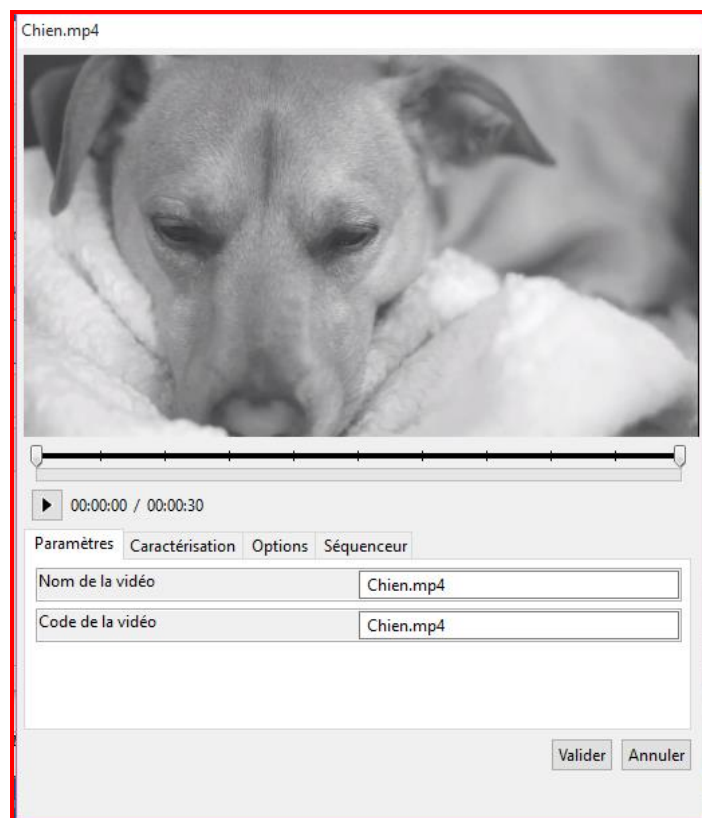 Chien.mp4
00:00:00 / 00:00:30
Paramètres Caractérisation Options Séquenceur
Nom de la vidéo Chien.mp4
Code de la vidéo Chien.mp4
Valider Annuler